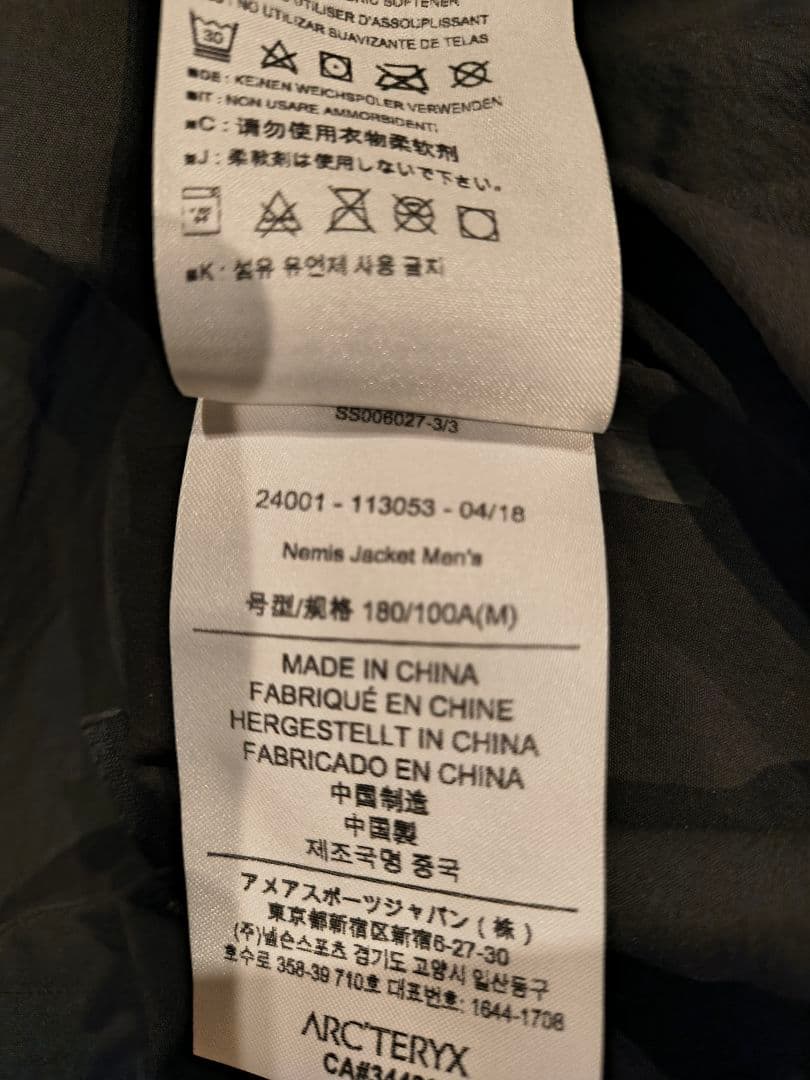 NO UTILISER D'ASSOUPLISSANT
NO UTILIZAR SUAVIZANTE DE TELAS
30
■DE : KEINEN WEICHSPÜLER VERWENDEN
■IT : NON USARE AMMORBIDENTI
■C : 请勿使用衣物柔软剂
■J : 柔軟剤は使用しないで下さい。
■K : 섬유 유연제 사용 금지
SS006027-3/3
24001 - 113053 - 04/18
Nemis Jacket Men's
号型/规格 180/100A(M)
MADE IN CHINA
FABRIQUÉ EN CHINE
HERGESTELLT IN CHINA
FABRICADO EN CHINA
中国制造
中国製
제조국명 중국
アメアスポーツジャパン ( 株 )
東京都新宿区新宿6-27-30
(주)넬슨스포츠 경기도 고양시 일산동구
호수로 358-39 710호 대표번호: 1644-1708
ARC'TERYX